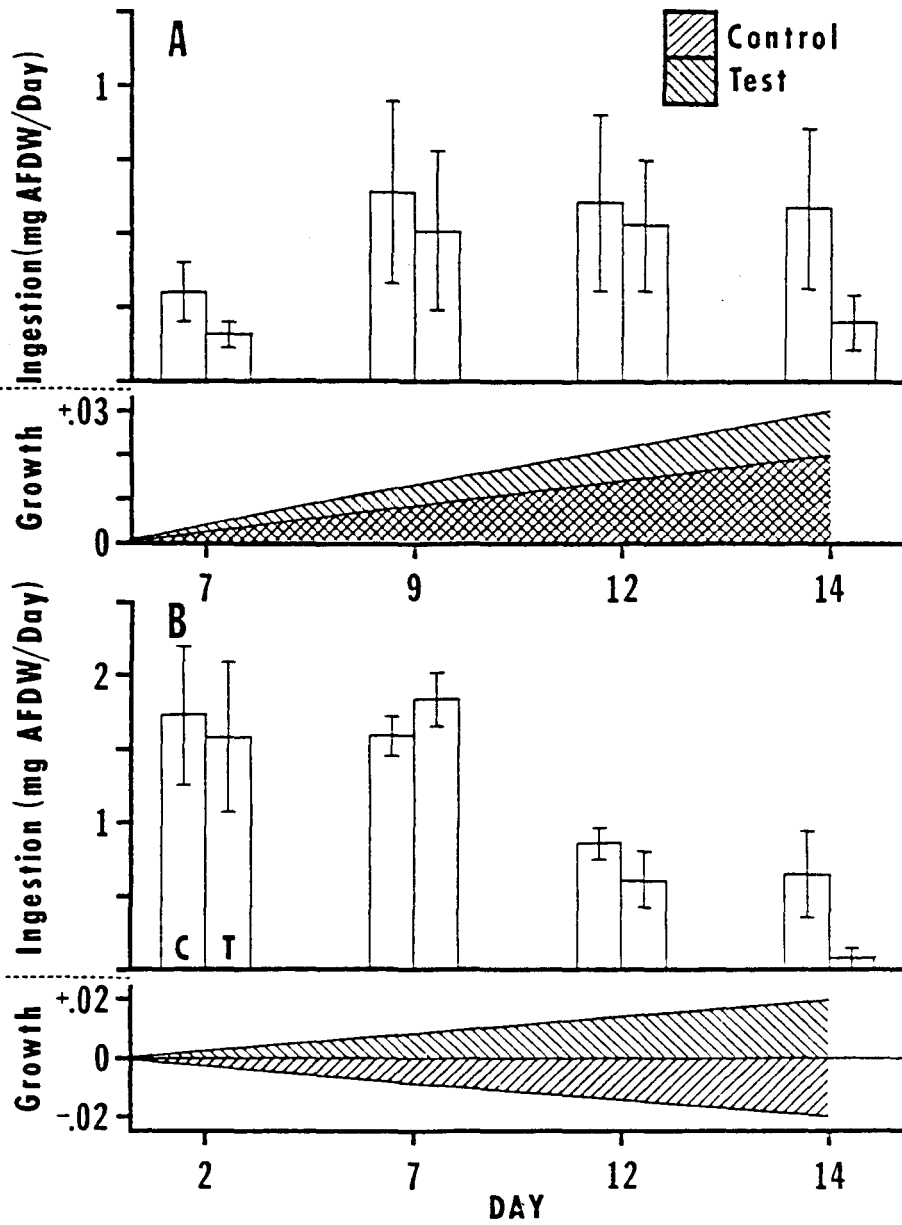 A
Control
Test
Ingestion (mg AFDW/Day)
1
Growth
+.03
0
7 9 12 14
B
Ingestion (mg AFDW/Day)
2
1
C T
Growth
+.02
0
-.02
2 7 12 14
DAY